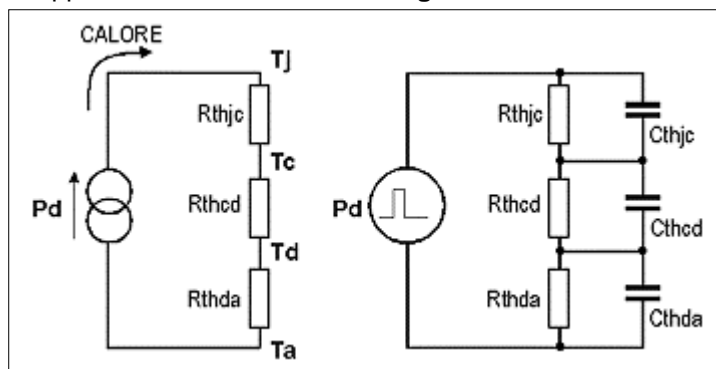 CALORE
Tj
Rthjc
Tc
Pd
Rthcd
Td
Rthda
Ta
Rthjc
Cthjc
Pd
Rthcd
Cthcd
Rthda
Cthda